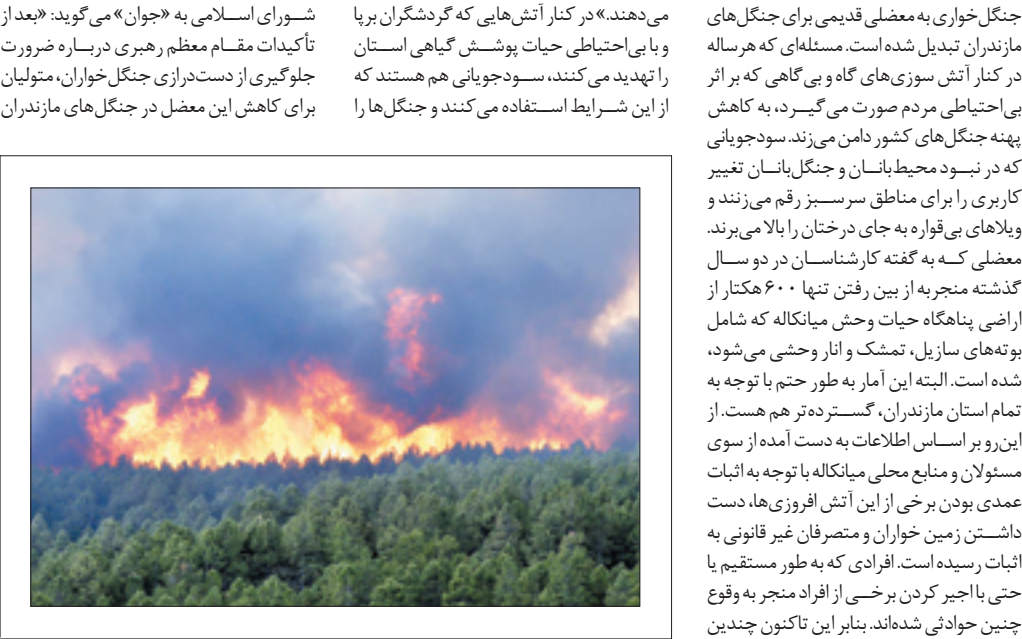 جنگل‌خواری به معضلی قدیمی برای جنگل‌های
مازندران تبدیل شده است. مسئله‌ای که هرساله
در کنار آتش سوزی‌های گاه و بی‌گاهی که بر اثر
بی‌احتیاطی مردم صورت می‌گیرد، به کاهش
پهنه جنگل‌های کشور دامن می‌زند. سودجویانی
که در نبود محیط‌بانان و جنگل‌بانان تغییر
کاربری را برای مناطق سرسبز رقم می‌زنند و
ویلاهای بی‌قواره به جای درختان را بالا می‌برند.
معضلی که به گفته کارشناسان در دو سال
گذشته منجربه از بین رفتن تنها ۶۰۰ هکتار از
اراضی پناهگاه حیات وحش میانکاله که شامل
بوته‌های سازیل، تمشک و انار وحشی می‌شود،
شده است. البته این آمار به طور حتم با توجه به
تمام استان مازندران، گسترده‌تر هم هست. از
این‌رو بر اساس اطلاعات به دست آمده از سوی
مسئولان و منابع محلی میانکاله با توجه به اثبات
عمدی بودن برخی از این آتش افروزی‌ها، دست
داشتن زمین خواران و متصرفان غیر قانونی به
اثبات رسیده است. افرادی که به طور مستقیم یا
حتی با اجیر کردن برخی از افراد منجر به وقوع
چنین حوادثی شده‌اند. بنابر این تاکنون چندین
می‌دهند.» در کنار آتش‌هایی که گردشگران برپا
و با بی‌احتیاطی حیات پوشش گیاهی استان
را تهدید می‌کنند، سودجویانی هم هستند که
از این شرایط استفاده می‌کنند و جنگل‌ها را
شورای اسلامی به «جوان» می‌گوید: «بعد از
تأکیدات مقام معظم رهبری درباره ضرورت
جلوگیری از دست‌درازی جنگل‌خواران، متولیان
برای کاهش این معضل در جنگل‌های مازندران